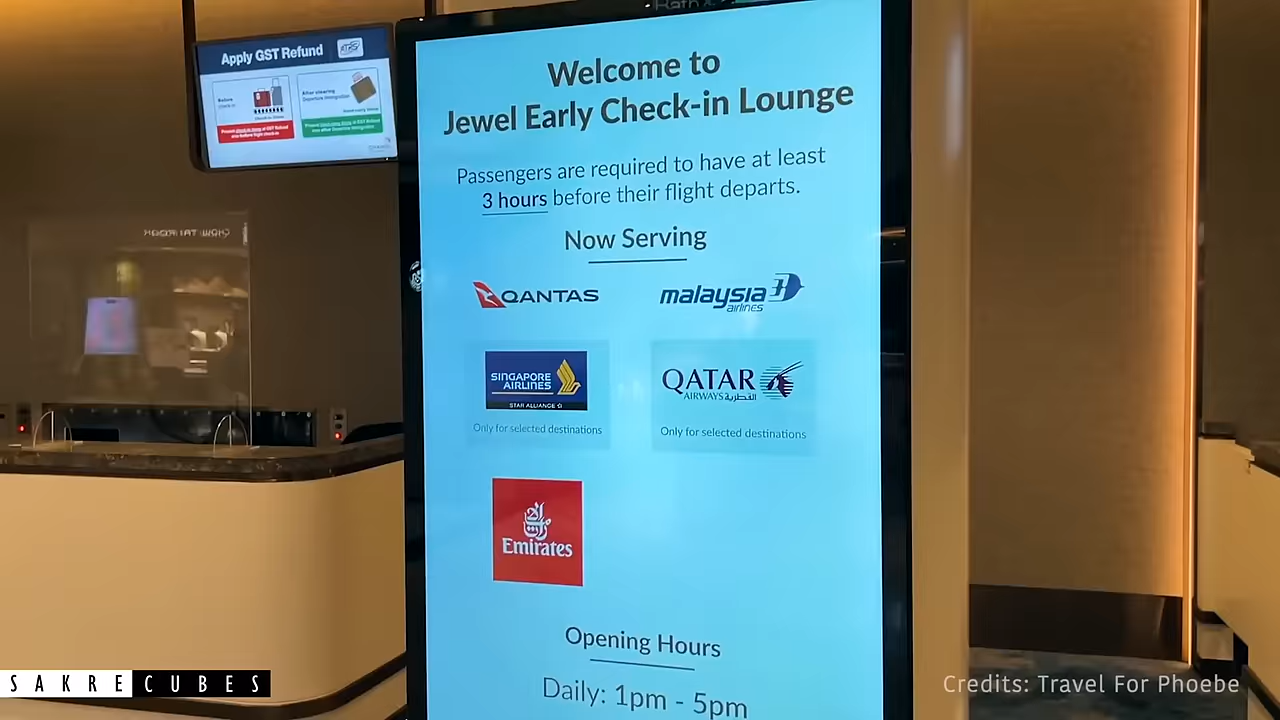 Apply GST Refund
Welcome to
Jewel Early Check-in Lounge
Passengers are required to have at least
3 hours before their flight departs.
Now Serving
QANTAS
malaysia
airlines
SINGAPORE
AIRLINES
STAR ALLIANCE
Only for selected destinations
QATAR
AIRWAYS القطرية
Only for selected destinations
Emirates
Opening Hours
Daily: 1pm - 5pm
SAKRECUBES
Credits: Travel For Phoebe